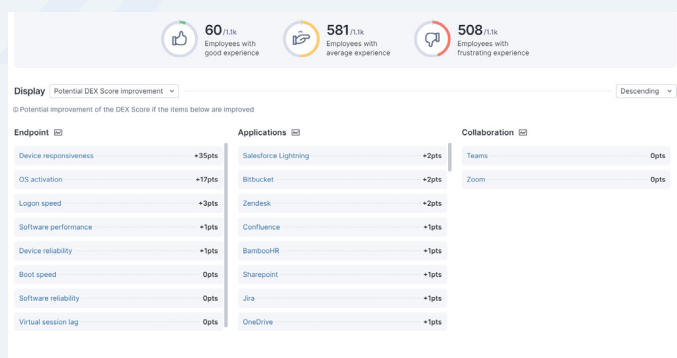 60/1.1k
Employees with
good experience
581/1.1k
Employees with
average experience
508/1.1k
Employees with
frustrating experience
Display Potential DEX Score improvement
Descending
Potential improvement of the DEX Score if the items below are improved
Endpoint
Device responsiveness +35pts
OS activation +17pts
Logon speed +3pts
Software performance +1pts
Device reliability +1pts
Boot speed 0pts
Software reliability 0pts
Virtual session lag 0pts
Applications
Salesforce Lightning +2pts
Bitbucket +2pts
Zendesk +2pts
Confluence +1pts
BambooHR +1pts
Sharepoint +1pts
Jira +1pts
OneDrive +1pts
Collaboration
Teams 0pts
Zoom 0pts